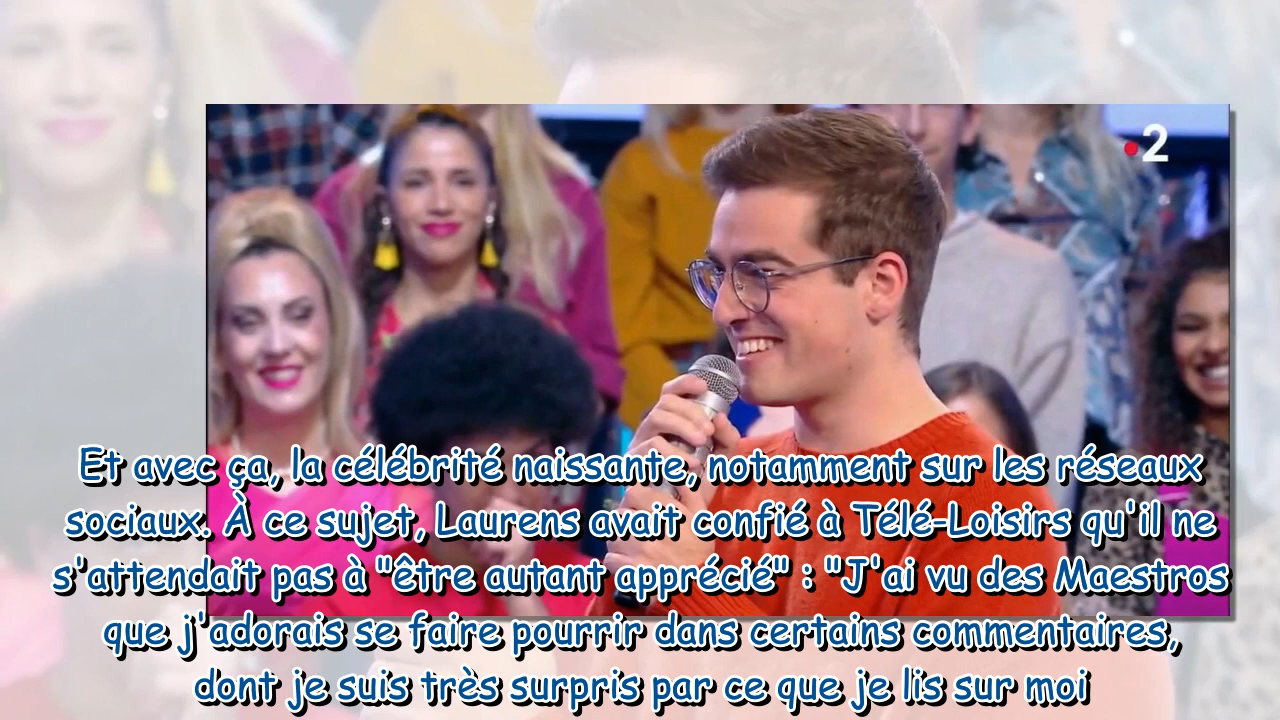 2
Et avec ça, la célébrité naissante, notamment sur les réseaux
sociaux. À ce sujet, Laurens avait confié à Télé-Loisirs qu'il ne
s'attendait pas à "être autant apprécié" : "J'ai vu des Maestros
que j'adorais se faire pourrir dans certains commentaires,
dont je suis très surpris par ce que je lis sur moi